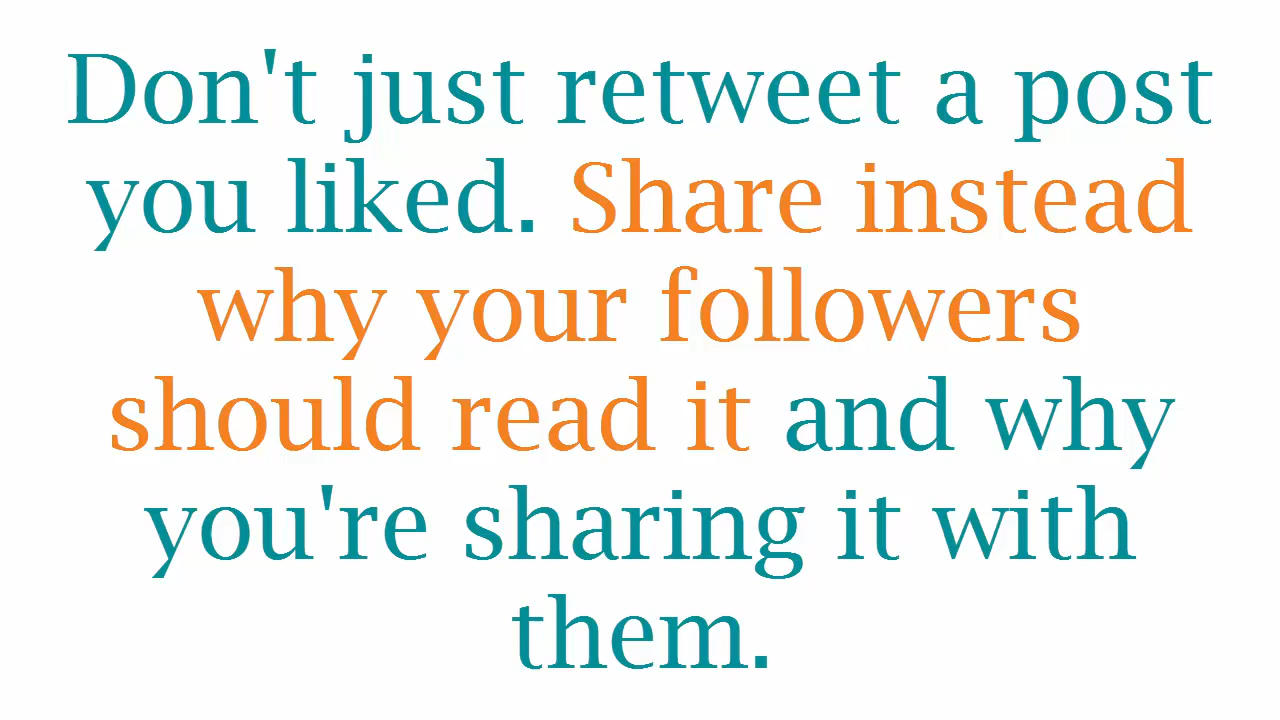 Don't just retweet a post
you liked. Share instead
why your followers
should read it and why
you're sharing it with
them.